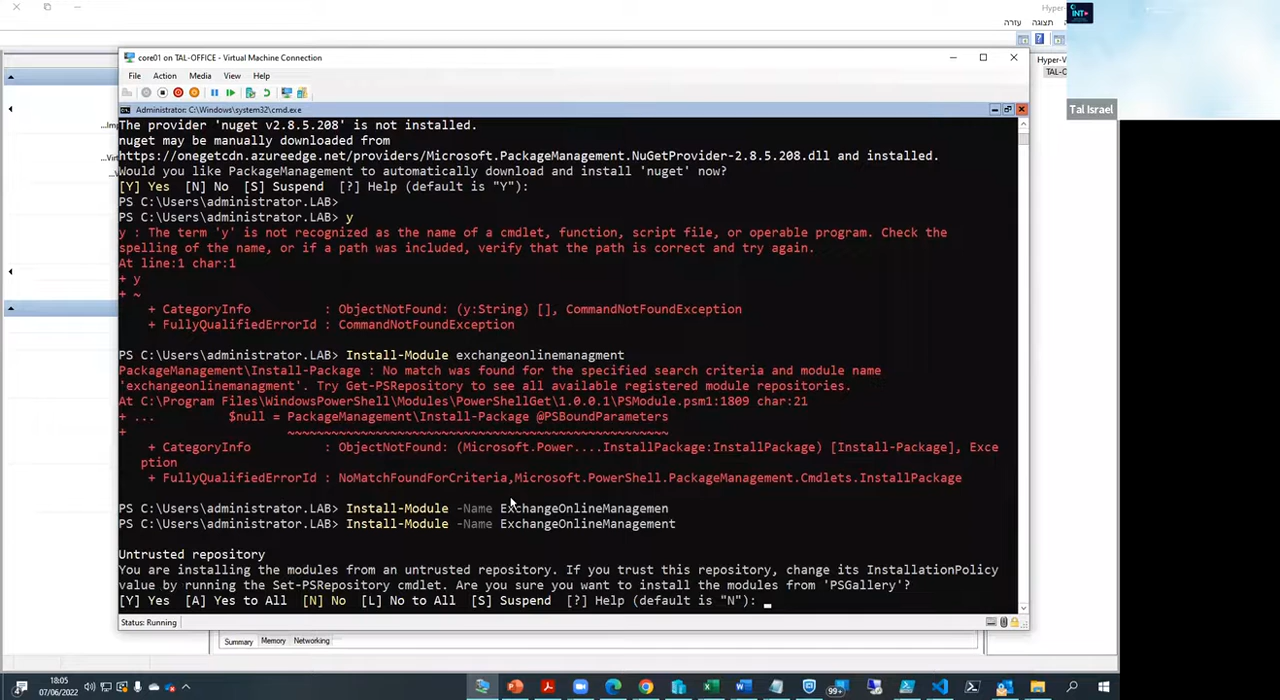 Hyper-
עזרה
תצוגה
INT+
Hyper-V
TAL-C
Tal Israel
core01 on TAL-OFFICE - Virtual Machine Connection
File Action Media View Help
Administrator: C:\Windows\system32\cmd.exe
The provider 'nuget v2.8.5.208' is not installed.
nuget may be manually downloaded from
https://onegetcdn.azureedge.net/providers/Microsoft.PackageManagement.NuGetProvider-2.8.5.208.dll and installed.
Would you like PackageManagement to automatically download and install 'nuget' now?
[Y] Yes [N] No [S] Suspend [?] Help (default is "Y"):
PS C:\Users\administrator.LAB>
PS C:\Users\administrator.LAB> y
y : The term 'y' is not recognized as the name of a cmdlet, function, script file, or operable program. Check the
spelling of the name, or if a path was included, verify that the path is correct and try again.
At line:1 char:1
+ y
+ ~
+ CategoryInfo : ObjectNotFound: (y:String) [], CommandNotFoundException
+ FullyQualifiedErrorId : CommandNotFoundException
PS C:\Users\administrator.LAB> Install-Module exchangeonlinemanagment
PackageManagement\Install-Package : No match was found for the specified search criteria and module name
'exchangeonlinemanagment'. Try Get-PSRepository to see all available registered module repositories.
At C:\Program Files\WindowsPowerShell\Modules\PowerShellGet\1.0.0.1\PSModule.psm1:1809 char:21
+ ... $null = PackageManagement\Install-Package @PSBoundParameters
+ ~~~~~~~~~~~~~~~~~~~~~~~~~~~~~~~~~~~~~~~~~~~~~~~~~~~~
+ CategoryInfo : ObjectNotFound: (Microsoft.Power....InstallPackage:InstallPackage) [Install-Package], Exce
ption
+ FullyQualifiedErrorId : NoMatchFoundForCriteria,Microsoft.PowerShell.PackageManagement.Cmdlets.InstallPackage
PS C:\Users\administrator.LAB> Install-Module -Name ExchangeOnlineManagemen
PS C:\Users\administrator.LAB> Install-Module -Name ExchangeOnlineManagement
Untrusted repository
You are installing the modules from an untrusted repository. If you trust this repository, change its InstallationPolicy
value by running the Set-PSRepository cmdlet. Are you sure you want to install the modules from 'PSGallery'?
[Y] Yes [A] Yes to All [N] No [L] No to All [S] Suspend [?] Help (default is "N"): _
Status: Running
Summary Memory Networking
18:05
07/06/2022
99+